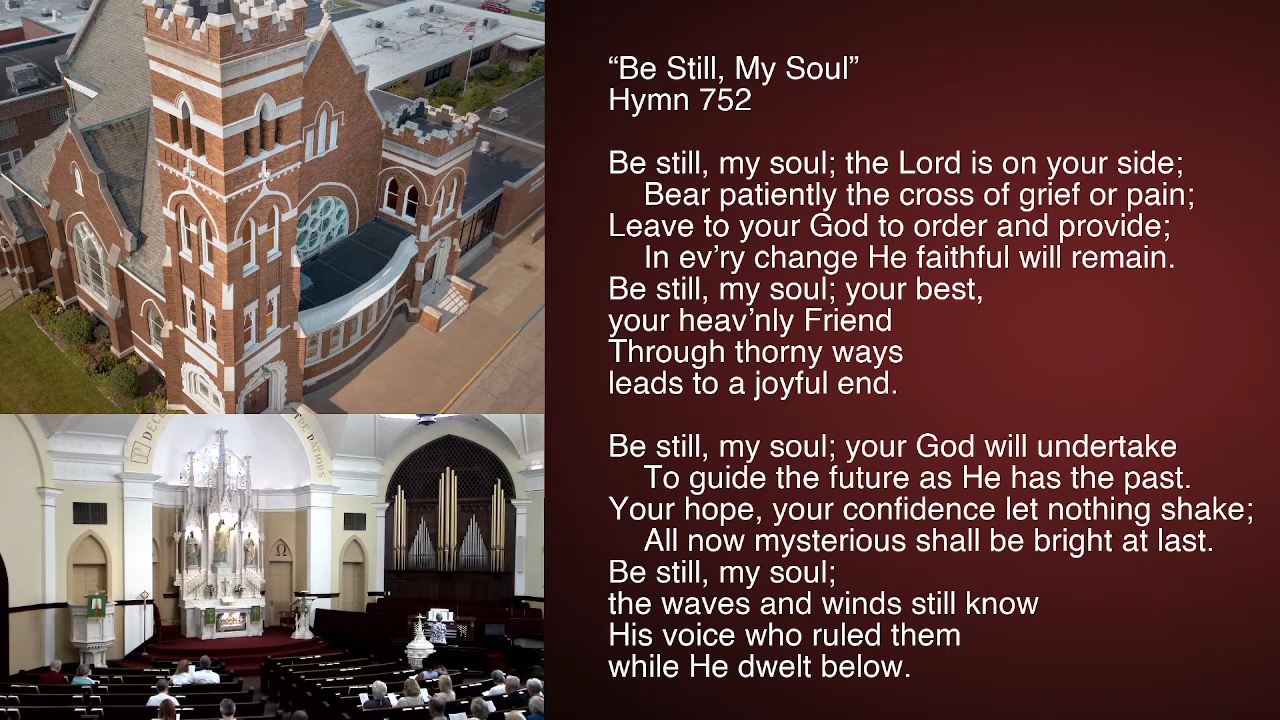 “Be Still, My Soul”
Hymn 752
Be still, my soul; the Lord is on your side;
Bear patiently the cross of grief or pain;
Leave to your God to order and provide;
In ev’ry change He faithful will remain.
Be still, my soul; your best,
your heav’nly Friend
Through thorny ways
leads to a joyful end.
Be still, my soul; your God will undertake
To guide the future as He has the past.
Your hope, your confidence let nothing shake;
All now mysterious shall be bright at last.
Be still, my soul;
the waves and winds still know
His voice who ruled them
while He dwelt below.
Ω